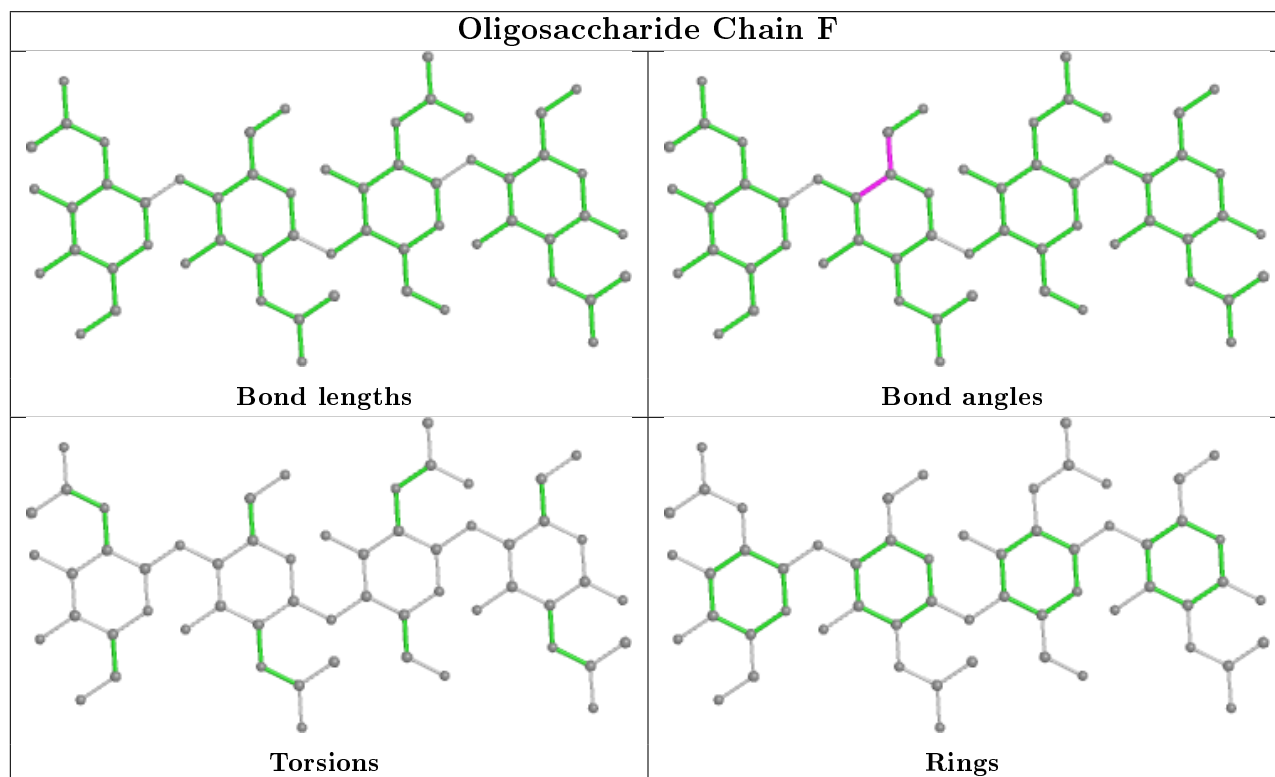 Oligosaccharide Chain F
Bond lengths
Bond angles
Torsions
Rings